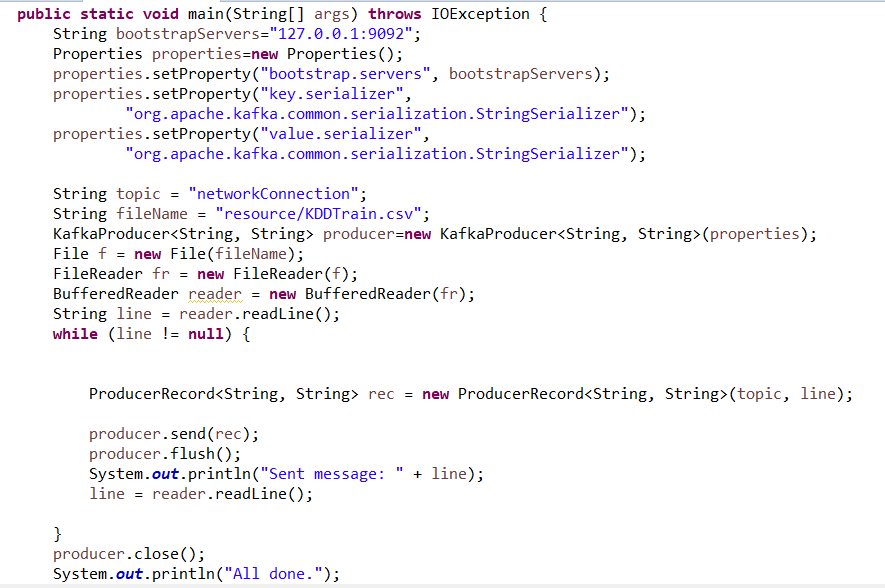 public static void main(String[] args) throws IOException {
String bootstrapServers="127.0.0.1:9092";
Properties properties=new Properties();
properties.setProperty("bootstrap.servers", bootstrapServers);
properties.setProperty("key.serializer",
"org.apache.kafka.common.serialization.StringSerializer");
properties.setProperty("value.serializer",
"org.apache.kafka.common.serialization.StringSerializer");
String topic = "networkConnection";
String fileName = "resource/KDDTrain.csv";
KafkaProducer<String, String> producer=new KafkaProducer<String, String>(properties);
File f = new File(fileName);
FileReader fr = new FileReader(f);
BufferedReader reader = new BufferedReader(fr);
String line = reader.readLine();
while (line != null) {
ProducerRecord<String, String> rec = new ProducerRecord<String, String>(topic, line);
producer.send(rec);
producer.flush();
System.out.println("Sent message: " + line);
line = reader.readLine();
}
producer.close();
System.out.println("All done.");